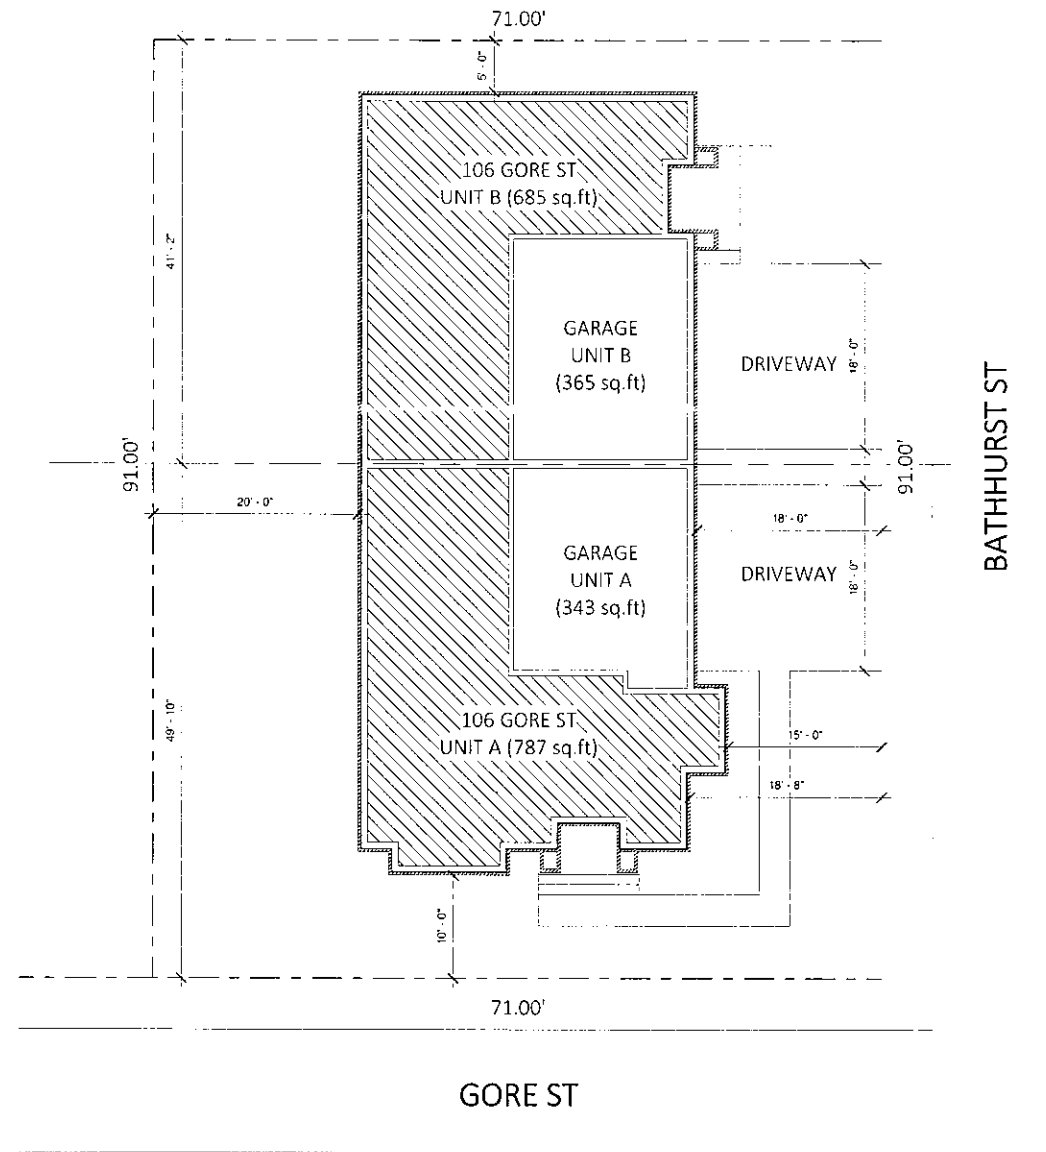 71.00'
5' - 0"
106 GORE ST
UNIT B (685 sq.ft)
41' - 2"
GARAGE
UNIT B
(365 sq.ft)
DRIVEWAY
18' - 0"
BATHHURST ST
91.00'
91.00'
20' - 0"
18' - 0"
GARAGE
UNIT A
(343 sq.ft)
DRIVEWAY
18' - 0"
49' - 10"
106 GORE ST
UNIT A (787 sq.ft)
15' - 0"
18' - 8"
10' - 0"
71.00'
GORE ST